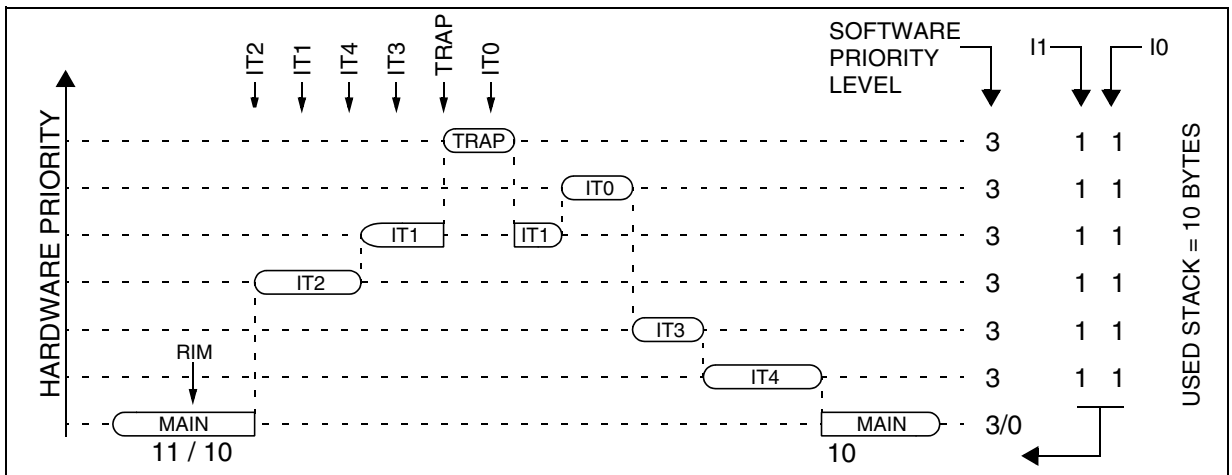 IT2
IT1
IT4
IT3
TRAP
IT0
SOFTWARE
PRIORITY
LEVEL
I1
I0
HARDWARE PRIORITY
TRAP
3
1 1
IT0
3
1 1
IT1
IT1
3
1 1
IT2
3
1 1
IT3
3
1 1
RIM
IT4
3
1 1
MAIN
MAIN
3/0
11 / 10
10
USED STACK = 10 BYTES